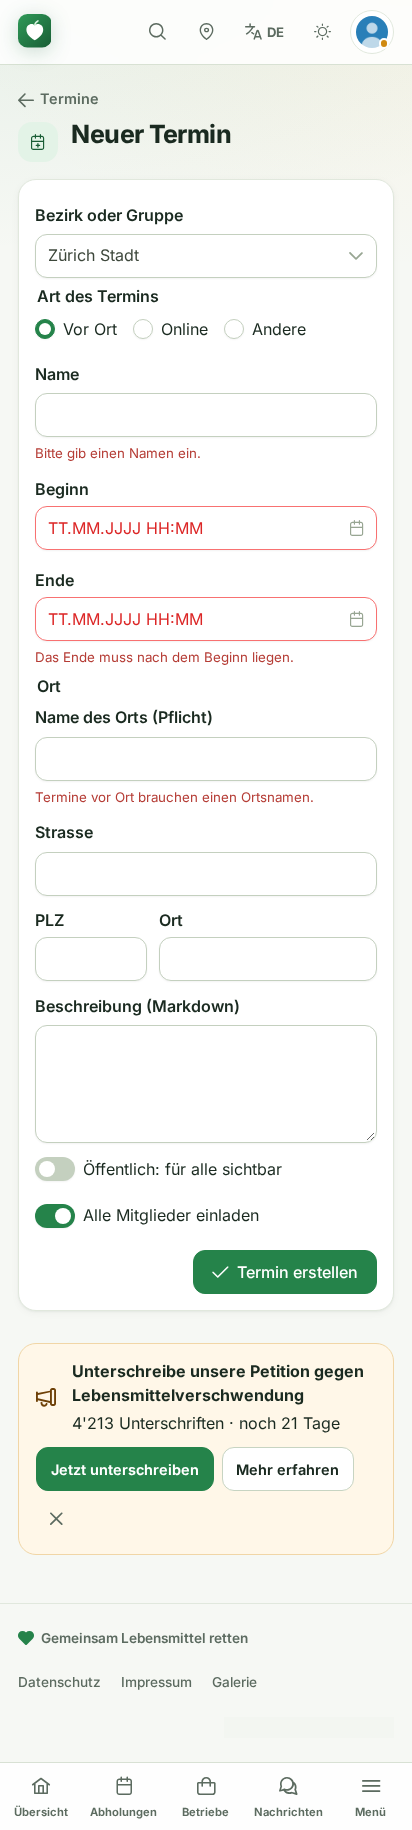 DE
Termine
Neuer Termin
Bezirk oder Gruppe
Zürich Stadt
Art des Termins
Vor Ort Online Andere
Name
Bitte gib einen Namen ein.
Beginn
TT.MM.JJJJ HH:MM
Ende
TT.MM.JJJJ HH:MM
Das Ende muss nach dem Beginn liegen.
Ort
Name des Orts (Pflicht)
Termine vor Ort brauchen einen Ortsnamen.
Strasse
PLZ Ort
Beschreibung (Markdown)
Öffentlich: für alle sichtbar
Alle Mitglieder einladen
Termin erstellen
Unterschreibe unsere Petition gegen
Lebensmittelverschwendung
4'213 Unterschriften · noch 21 Tage
Jetzt unterschreiben Mehr erfahren
Gemeinsam Lebensmittel retten
Datenschutz Impressum Galerie
Übersicht Abholungen Betriebe Nachrichten Menü